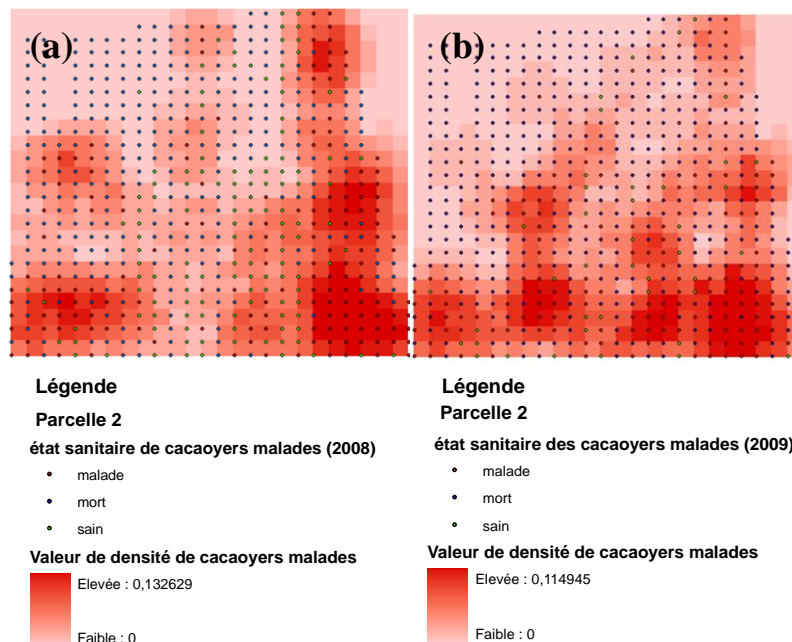 (a)
(b)
Légende
Parcelle 2
état sanitaire de cacaoyers malades (2008)
malade
mort
sain
Valeur de densité de cacaoyers malades
Elevée : 0,132629
Faible : 0
Légende
Parcelle 2
état sanitaire des cacaoyers malades (2009)
malade
mort
sain
Valeur de densité de cacaoyers malades
Elevée : 0,114945
Faible : 0